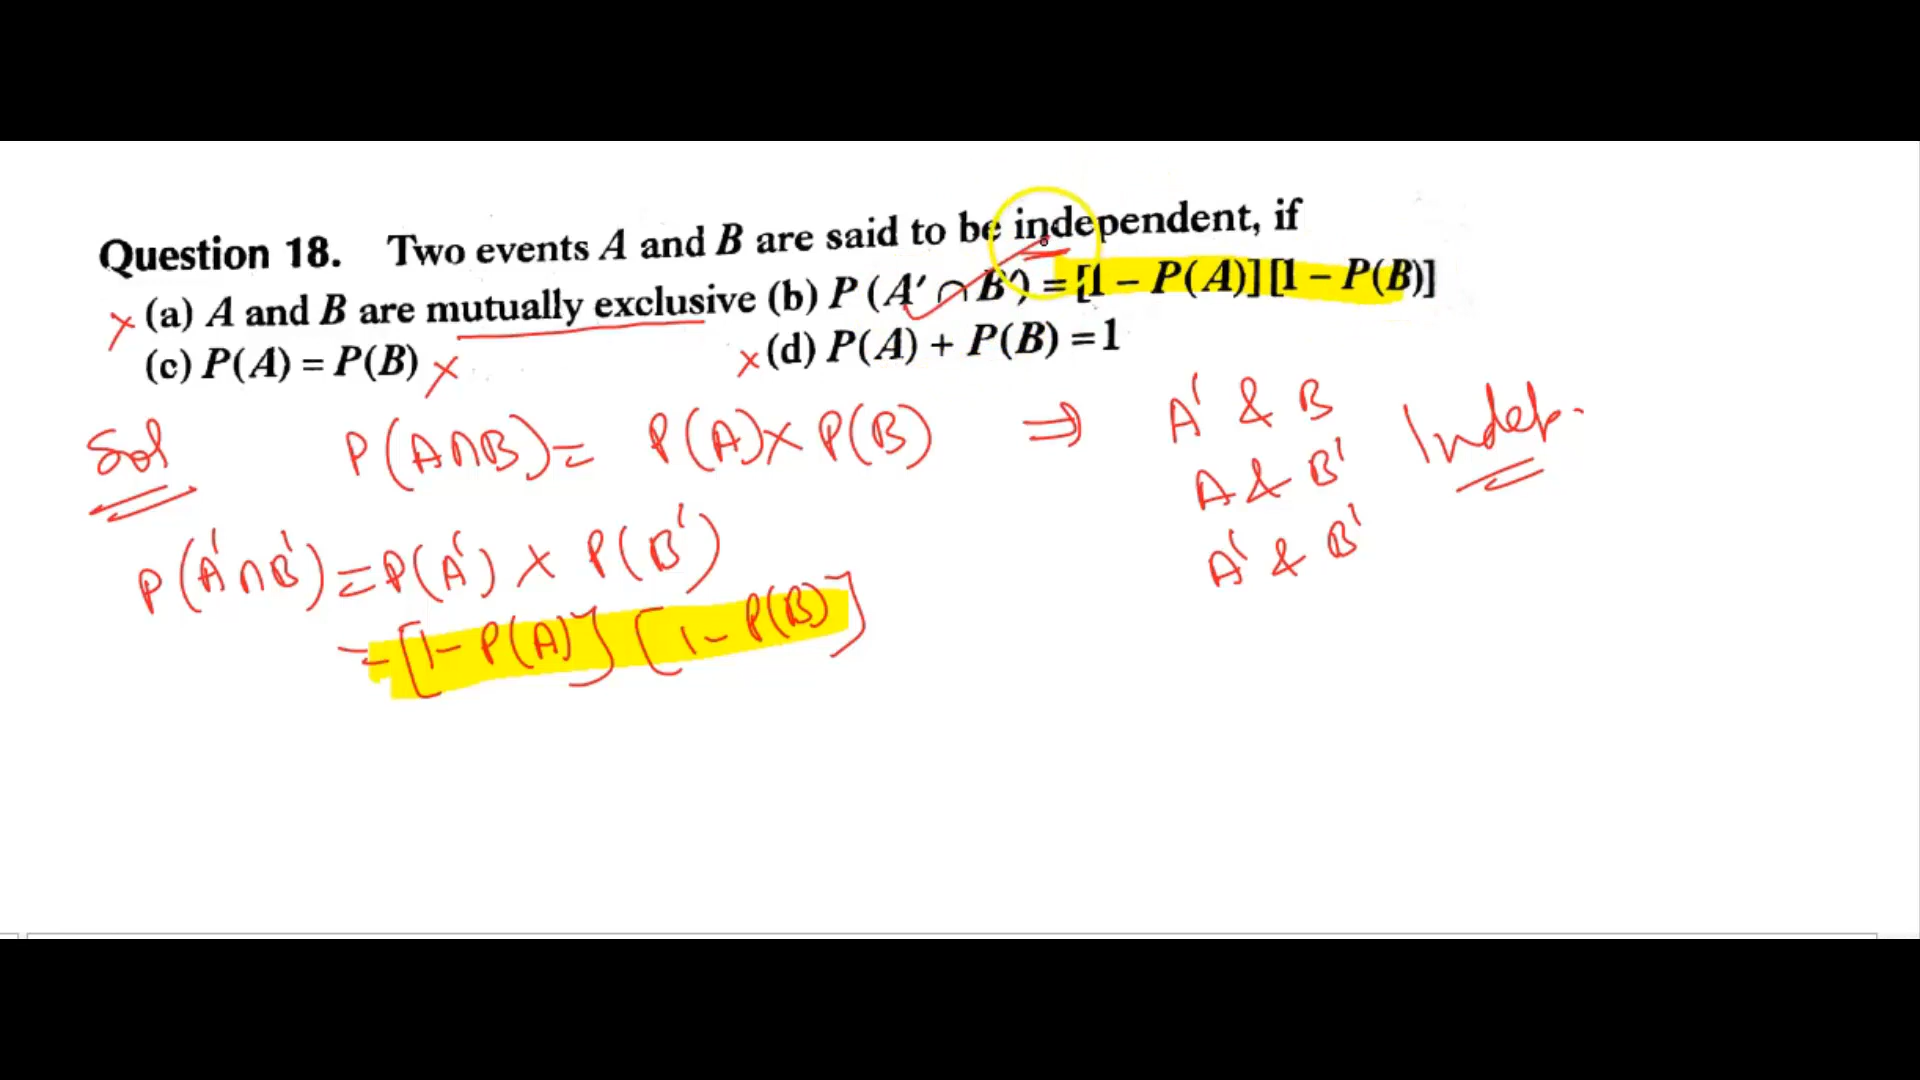 Question 18. Two events A and B are said to be independent, if
× (a) A and B are mutually exclusive (b) P (A′ ∩ B′) = [1 – P(A)] [1 – P(B)]
(c) P(A) = P(B) × × (d) P(A) + P(B) = 1
Sol P(A∩B) = P(A) × P(B) ⇒ A' & B Indep.
A & B'
P(A'∩B') = P(A') × P(B') A' & B'
= [1 – P(A)] [1 – P(B)]